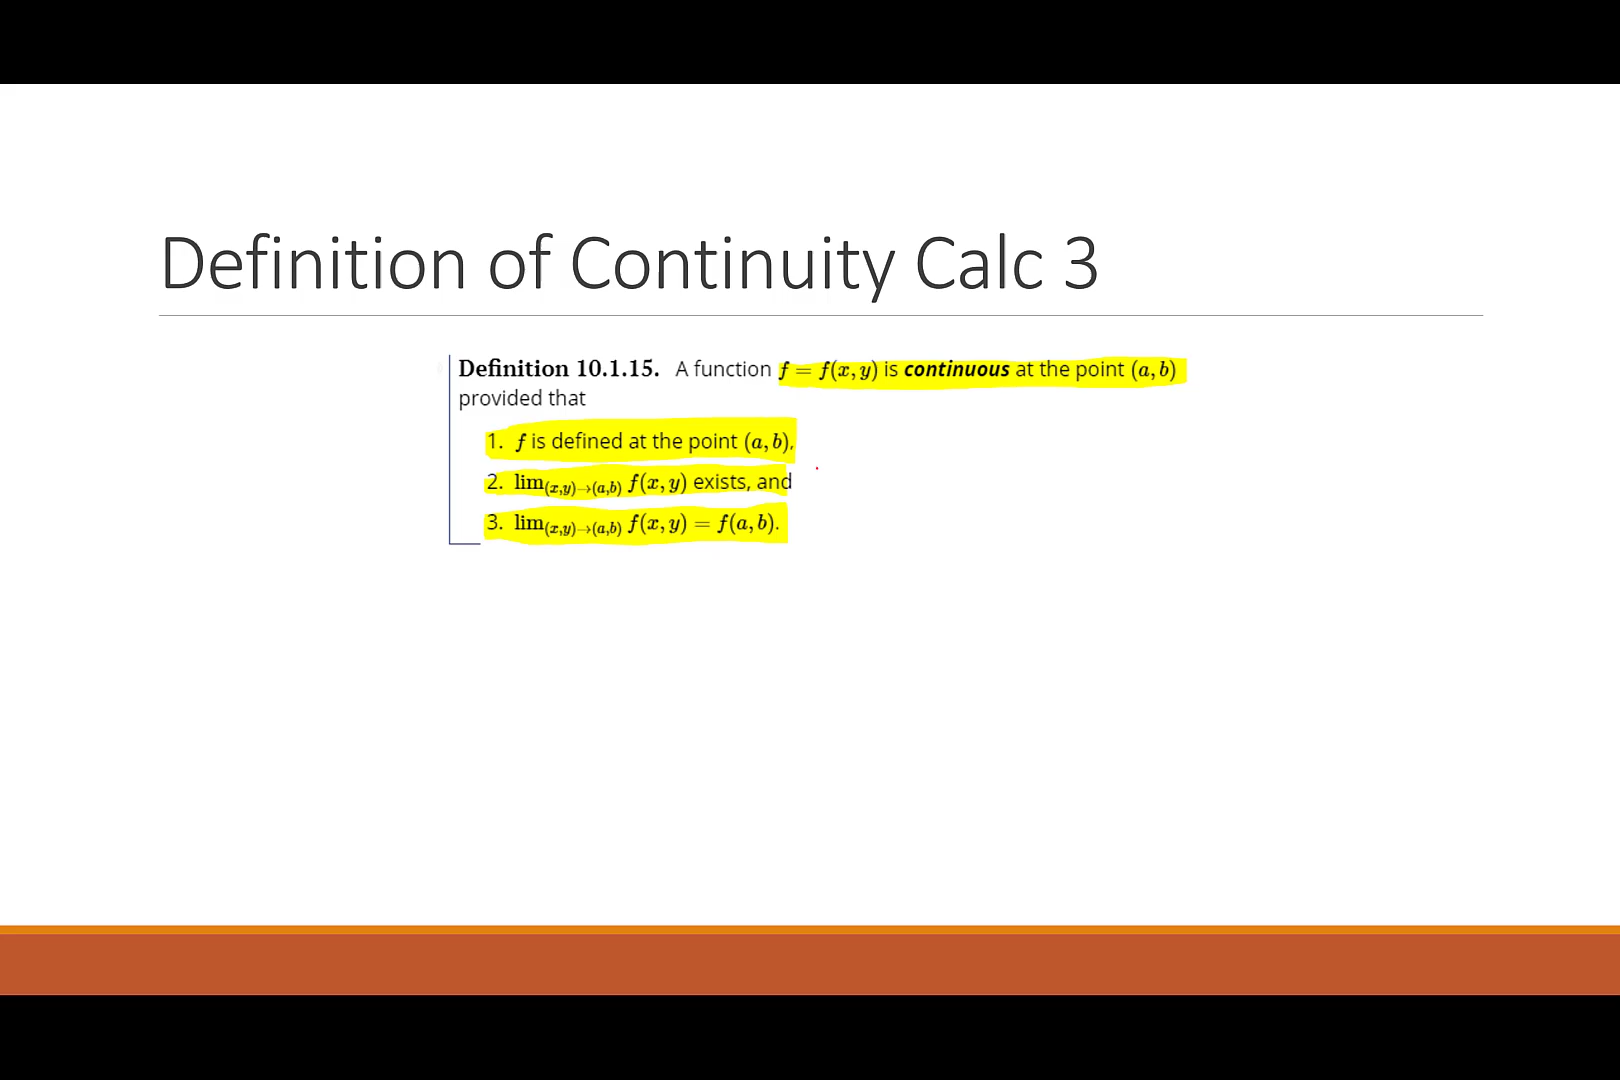 Definition of Continuity Calc 3
Definition 10.1.15. A function f = f(x, y) is continuous at the point (a, b)
provided that
1. f is defined at the point (a, b),
2. lim(x,y)→(a,b) f(x, y) exists, and
3. lim(x,y)→(a,b) f(x, y) = f(a, b).